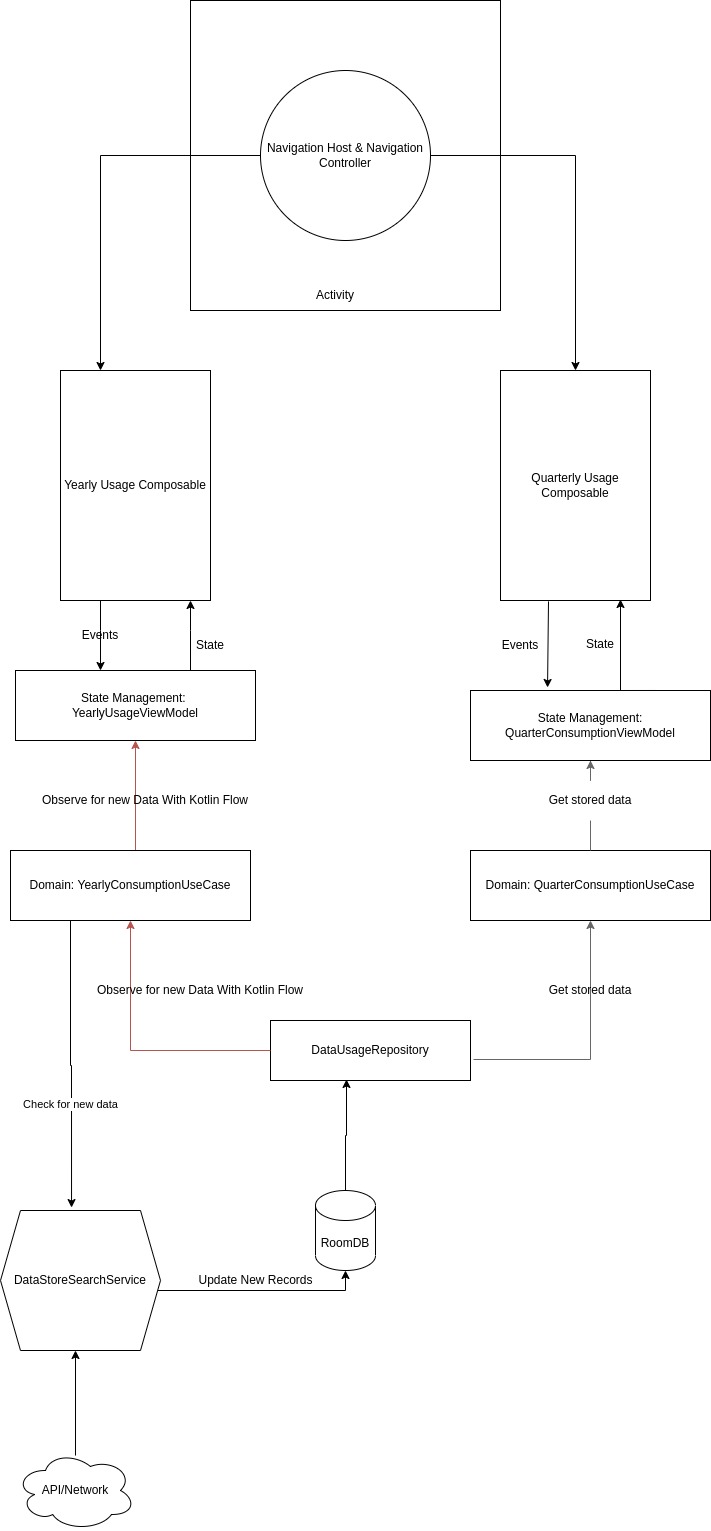 Navigation Host & Navigation
Controller
Activity
Yearly Usage Composable
Quarterly Usage
Composable
Events
State
Events
State
State Management:
YearlyUsageViewModel
State Management:
QuarterConsumptionViewModel
Observe for new Data With Kotlin Flow
Get stored data
Domain: YearlyConsumptionUseCase
Domain: QuarterConsumptionUseCase
Observe for new Data With Kotlin Flow
Get stored data
DataUsageRepository
Check for new data
RoomDB
DataStoreSearchService
Update New Records
API/Network